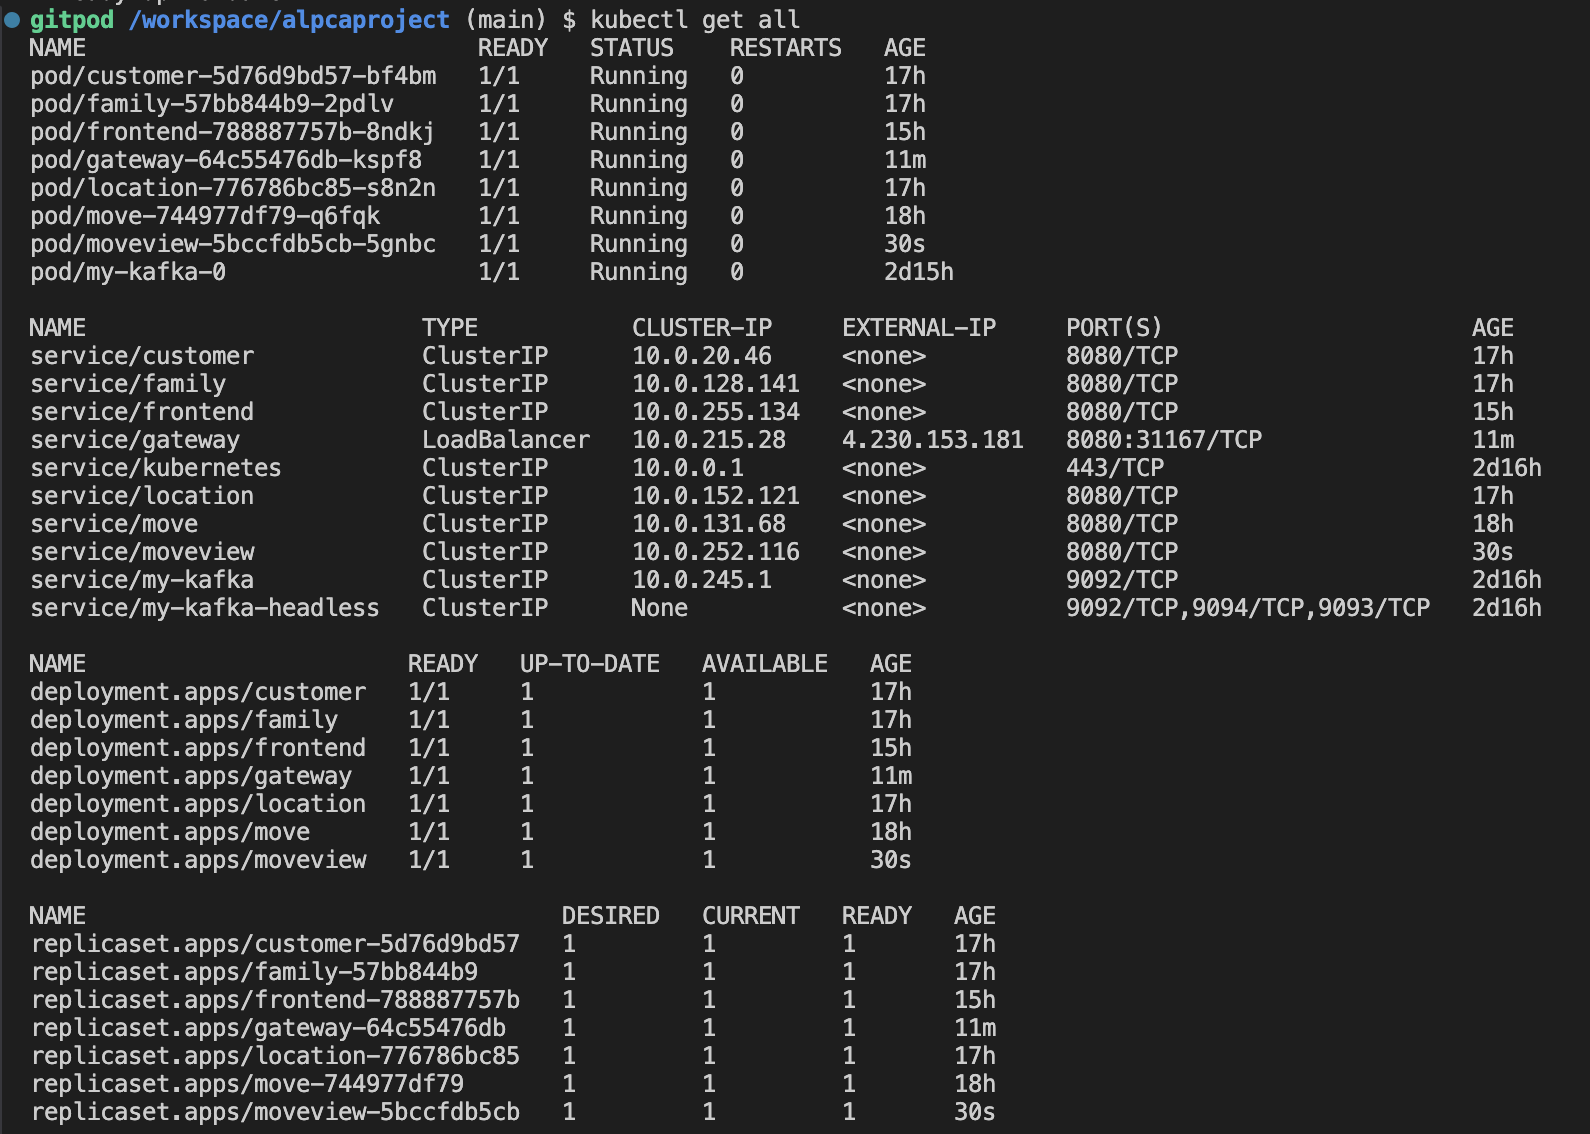 gitpod /workspace/alpcaproject (main) $ kubectl get all
NAME                            READY   STATUS    RESTARTS   AGE
pod/customer-5d76d9bd57-bf4bm   1/1     Running   0          17h
pod/family-57bb844b9-2pdlv      1/1     Running   0          17h
pod/frontend-788887757b-8ndkj   1/1     Running   0          15h
pod/gateway-64c55476db-kspf8    1/1     Running   0          11m
pod/location-776786bc85-s8n2n   1/1     Running   0          17h
pod/move-744977df79-q6fqk       1/1     Running   0          18h
pod/moveview-5bccfdb5cb-5gnbc   1/1     Running   0          30s
pod/my-kafka-0                  1/1     Running   0          2d15h
NAME                        TYPE           CLUSTER-IP     EXTERNAL-IP     PORT(S)                      AGE
service/customer            ClusterIP      10.0.20.46     <none>          8080/TCP                     17h
service/family              ClusterIP      10.0.128.141   <none>          8080/TCP                     17h
service/frontend            ClusterIP      10.0.255.134   <none>          8080/TCP                     15h
service/gateway             LoadBalancer   10.0.215.28    4.230.153.181   8080:31167/TCP               11m
service/kubernetes          ClusterIP      10.0.0.1       <none>          443/TCP                      2d16h
service/location            ClusterIP      10.0.152.121   <none>          8080/TCP                     17h
service/move                ClusterIP      10.0.131.68    <none>          8080/TCP                     18h
service/moveview            ClusterIP      10.0.252.116   <none>          8080/TCP                     30s
service/my-kafka            ClusterIP      10.0.245.1     <none>          9092/TCP                     2d16h
service/my-kafka-headless   ClusterIP      None           <none>          9092/TCP,9094/TCP,9093/TCP   2d16h
NAME                       READY   UP-TO-DATE   AVAILABLE   AGE
deployment.apps/customer   1/1     1            1           17h
deployment.apps/family     1/1     1            1           17h
deployment.apps/frontend   1/1     1            1           15h
deployment.apps/gateway    1/1     1            1           11m
deployment.apps/location   1/1     1            1           17h
deployment.apps/move       1/1     1            1           18h
deployment.apps/moveview   1/1     1            1           30s
NAME                                  DESIRED   CURRENT   READY   AGE
replicaset.apps/customer-5d76d9bd57   1         1         1       17h
replicaset.apps/family-57bb844b9      1         1         1       17h
replicaset.apps/frontend-788887757b   1         1         1       15h
replicaset.apps/gateway-64c55476db    1         1         1       11m
replicaset.apps/location-776786bc85   1         1         1       17h
replicaset.apps/move-744977df79       1         1         1       18h
replicaset.apps/moveview-5bccfdb5cb   1         1         1       30s